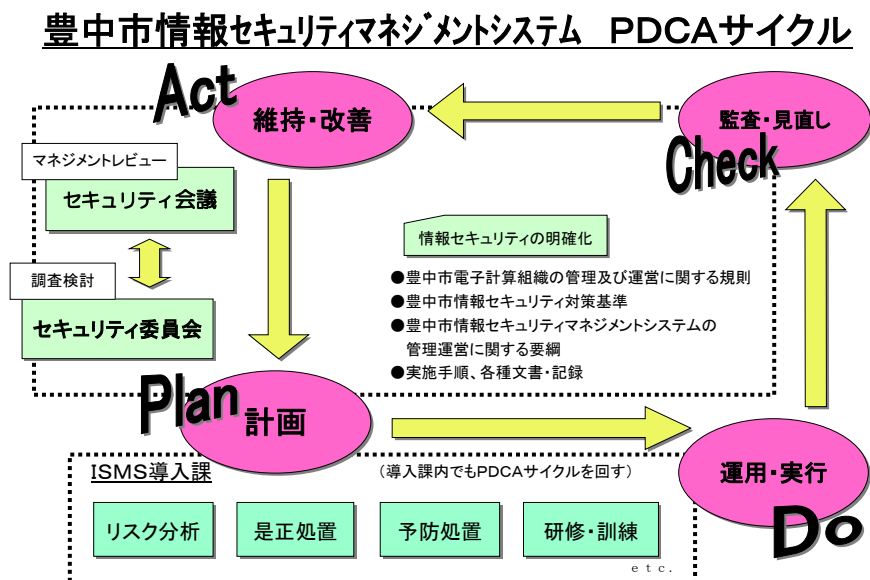 豊中市情報セキュリティマネジメントシステム　PDCAサイクル
Act
維持・改善
監査・見直し
Check
マネジメントレビュー
セキュリティ会議
調査検討
セキュリティ委員会
情報セキュリティの明確化
●豊中市電子計算組織の管理及び運営に関する規則
●豊中市情報セキュリティ対策基準
●豊中市情報セキュリティマネジメントシステムの
管理運営に関する要綱
●実施手順、各種文書・記録
Plan
計画
運用・実行
Do
ISMS導入課
（導入課内でもPDCAサイクルを回す）
リスク分析
是正処置
予防処置
研修・訓練
etc.